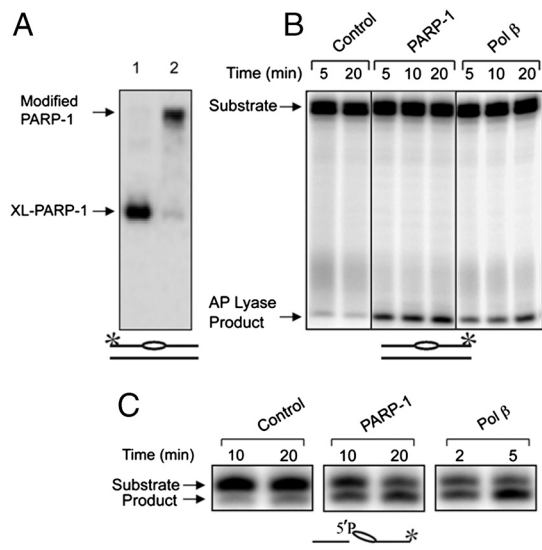 A
1 2
Modified
PARP-1
XL-PARP-1
*
B
Control PARP-1 Pol β
Time (min) 5 20 5 10 20 5 10 20
Substrate
AP Lyase
Product
*
C
Control PARP-1 Pol β
Time (min) 10 20 10 20 2 5
Substrate
Product
5'P *